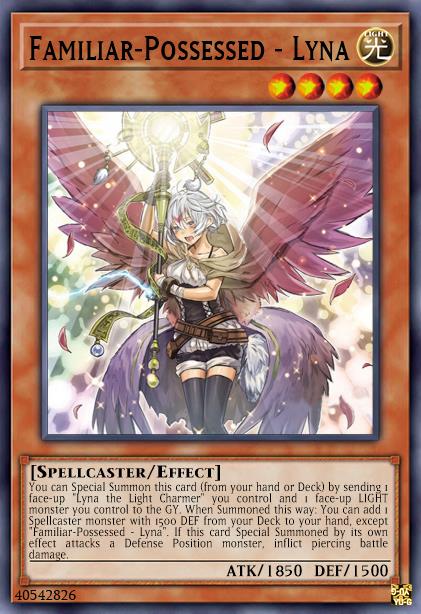 Familiar-Possessed - Lyna
LIGHT
光
[Spellcaster/Effect]
You can Special Summon this card (from your hand or Deck) by sending 1
face-up "Lyna the Light Charmer" you control and 1 face-up LIGHT
monster you control to the GY. When Summoned this way: You can add 1
Spellcaster monster with 1500 DEF from your Deck to your hand, except
"Familiar-Possessed - Lyna". If this card Special Summoned by its own
effect attacks a Defense Position monster, inflict piercing battle
damage.
ATK/1850 DEF/1500
40542826